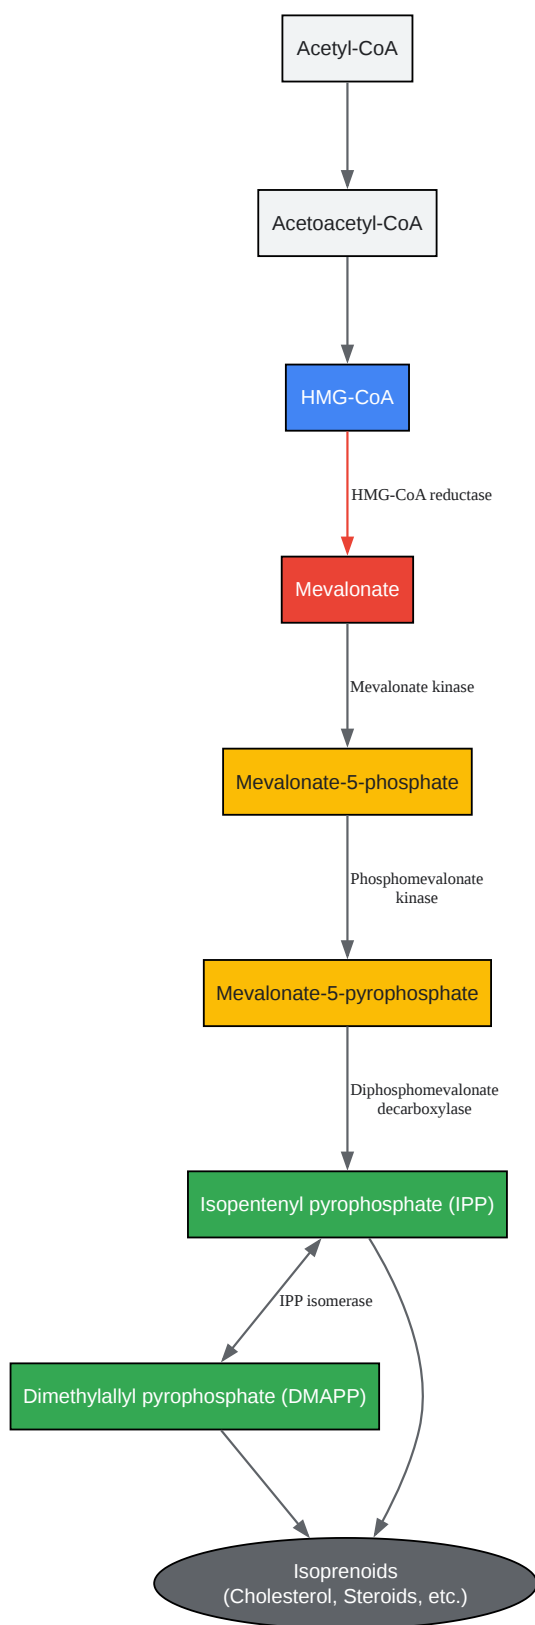 Acetyl-CoA
Acetoacetyl-CoA
HMG-CoA
HMG-CoA reductase
Mevalonate
Mevalonate kinase
Mevalonate-5-phosphate
Phosphomevalonate
kinase
Mevalonate-5-pyrophosphate
Diphosphomevalonate
decarboxylase
Isopentenyl pyrophosphate (IPP)
IPP isomerase
Dimethylallyl pyrophosphate (DMAPP)
Isoprenoids
(Cholesterol, Steroids, etc.)